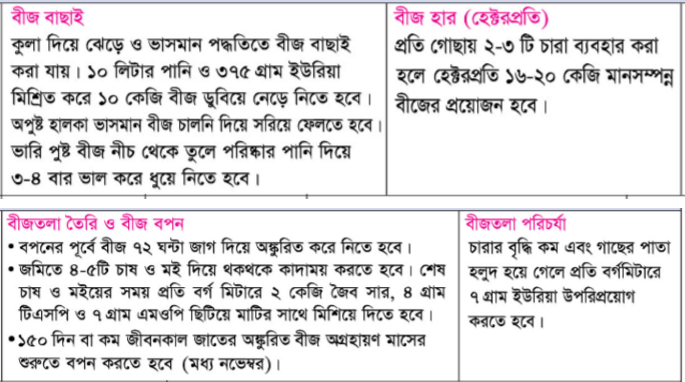 বীজ বাছাই
কুলা দিয়ে ঝেড়ে ও ভাসমান পদ্ধতিতে বীজ বাছাই
করা যায়। ১০ লিটার পানি ও ৩৭৫ গ্রাম ইউরিয়া
মিশ্রিত করে ১০ কেজি বীজ ডুবিয়ে নেড়ে নিতে হবে।
অপুষ্ট হালকা ভাসমান বীজ চালনি দিয়ে সরিয়ে ফেলতে হবে।
ভারি পুষ্ট বীজ নীচ থেকে তুলে পরিষ্কার পানি দিয়ে
৩-৪ বার ভাল করে ধুয়ে নিতে হবে।
বীজ হার (হেক্টরপ্রতি)
প্রতি গোছায় ২-৩ টি চারা ব্যবহার করা
হলে হেক্টরপ্রতি ১৬-২০ কেজি মানসম্পন্ন
বীজের প্রয়োজন হবে।
বীজতলা তৈরি ও বীজ বপন
• বপনের পূর্বে বীজ ৭২ ঘন্টা জাগ দিয়ে অঙ্কুরিত করে নিতে হবে।
• জমিতে ৪-৫টি চাষ ও মই দিয়ে থকথকে কাদাময় করতে হবে। শেষ
চাষ ও মইয়ের সময় প্রতি বর্গ মিটারে ২ কেজি জৈব সার, ৪ গ্রাম
টিএসপি ও ৭ গ্রাম এমওপি ছিটিয়ে মাটির সাথে মিশিয়ে দিতে হবে।
•১৫০ দিন বা কম জীবনকাল জাতের অঙ্কুরিত বীজ অগ্রহায়ণ মাসের
শুরুতে বপন করতে হবে (মধ্য নভেম্বর)।
বীজতলা পরিচর্যা
চারার বৃদ্ধি কম এবং গাছের পাতা
হলুদ হয়ে গেলে প্রতি বর্গমিটারে
৭ গ্রাম ইউরিয়া উপরিপ্রয়োগ
করতে হবে।